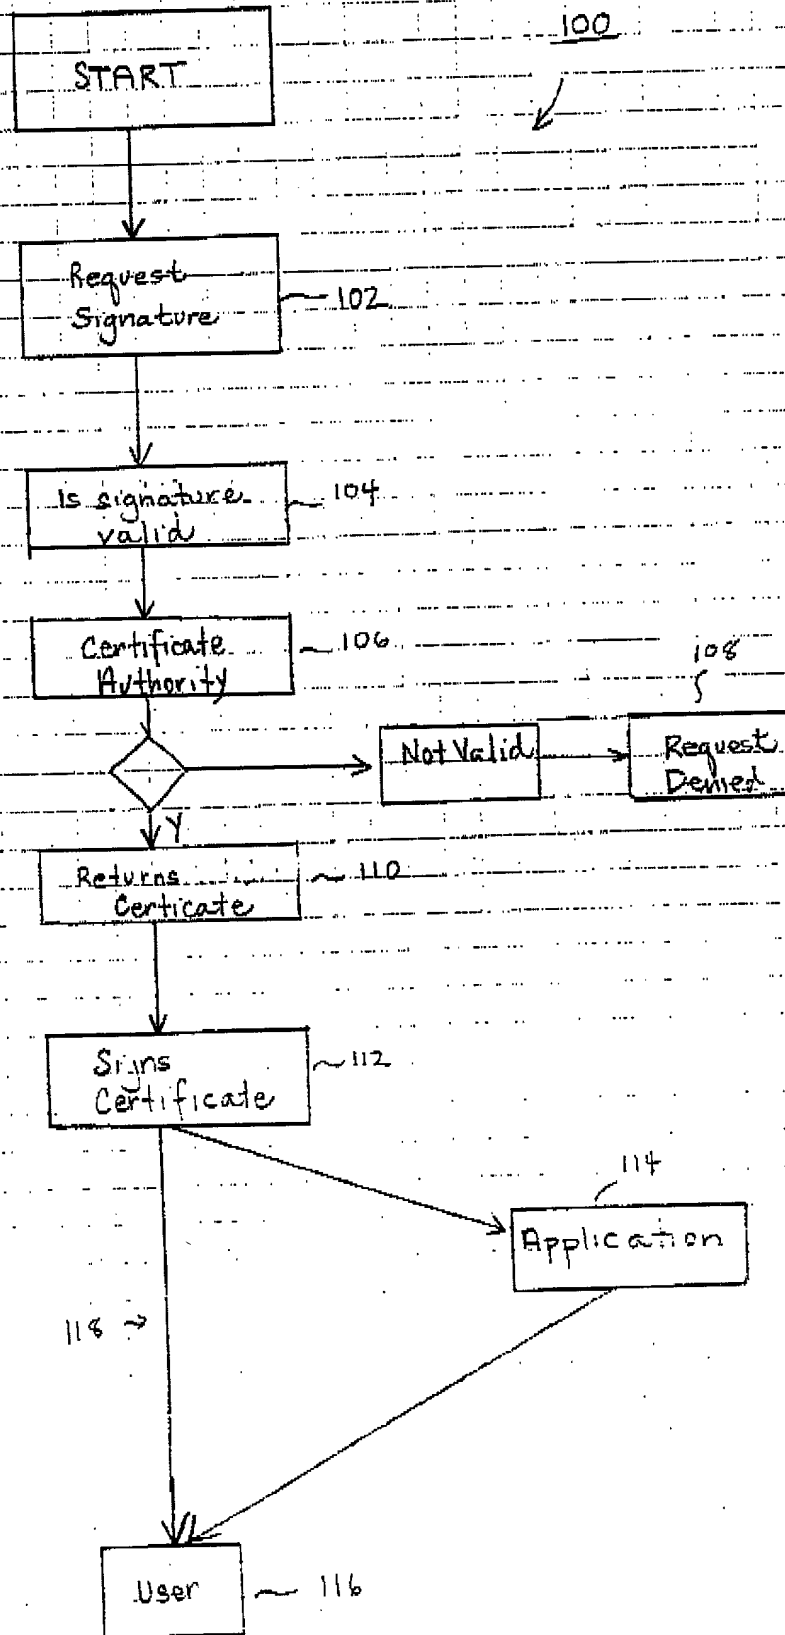 START
100
Request
Signature
102
Is signature
valid
104
Certificate
Authority
106
108
Not Valid
Request
Denied
Y
Returns
Certicate
110
Signs
Certificate
112
114
Application
118
User
116